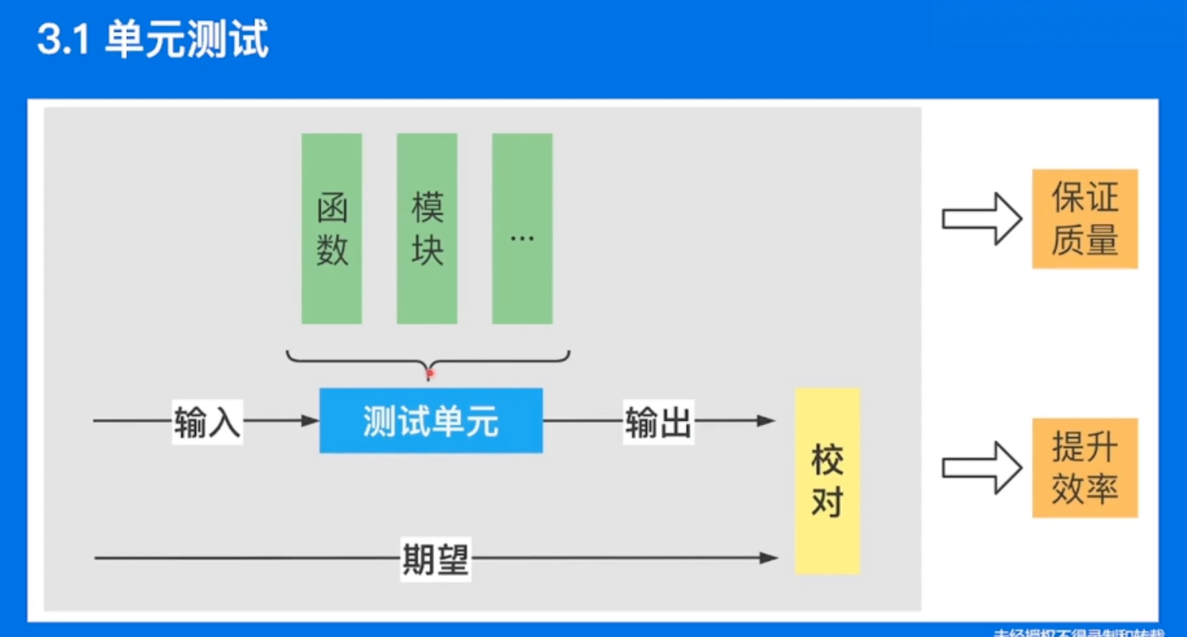 3.1 单元测试
函
数
模
块
...
保证
质量
输入
测试单元
输出
校
对
期望
提升
效率
未经授权不得录制和转载